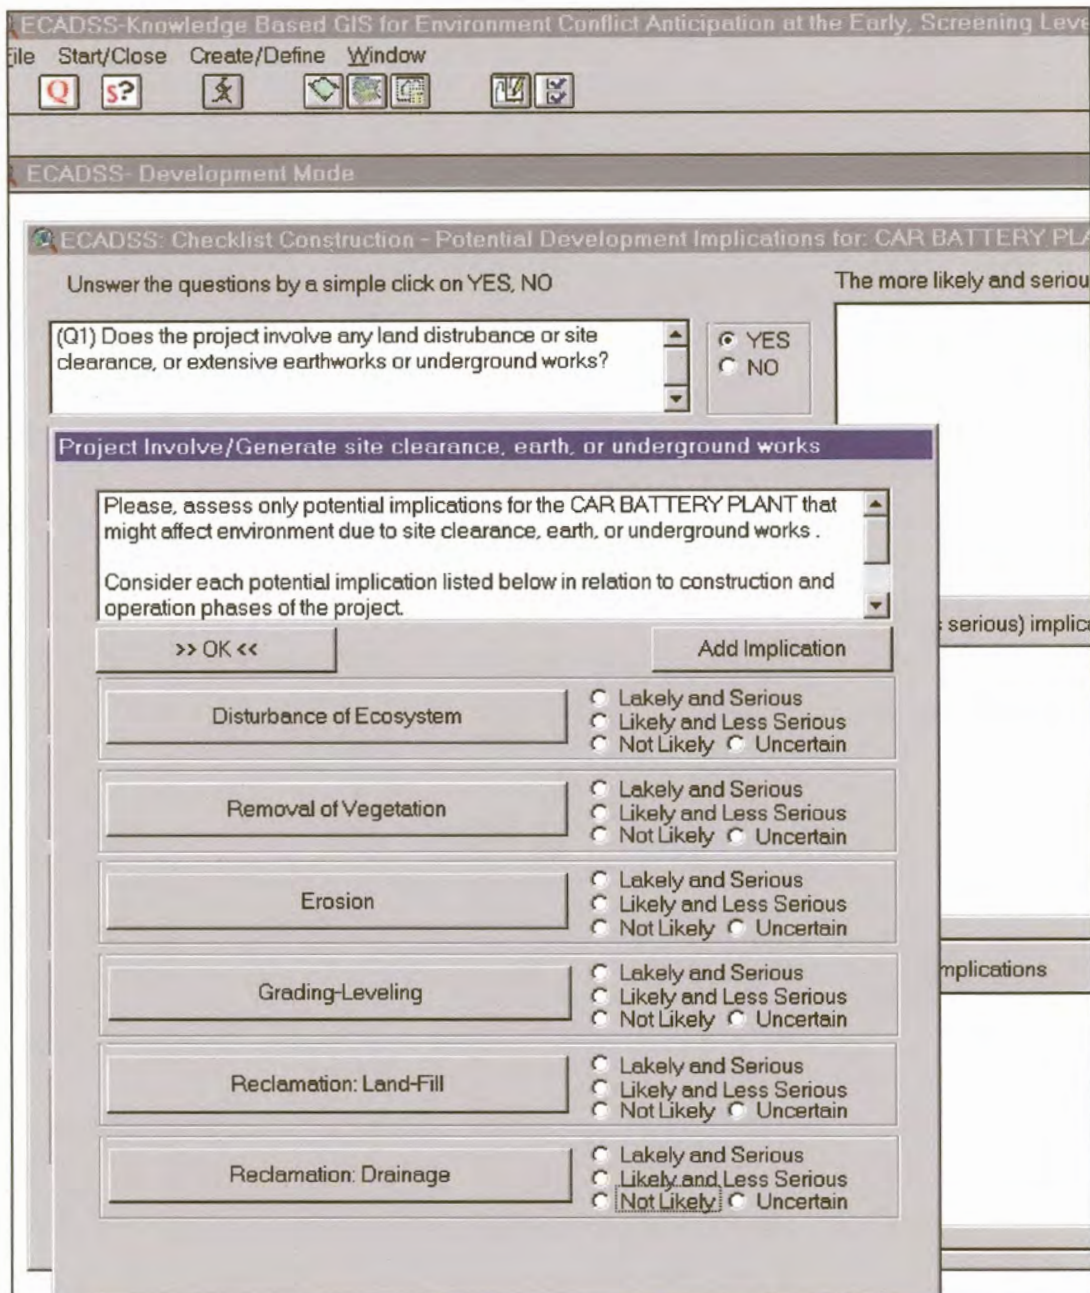 ECADSS-Knowledge Based GIS for Environment Conflict Anticipation at the Early, Screening Leve
File Start/Close Create/Define Window
Q S?
ECADSS- Development Mode
ECADSS: Checklist Construction - Potential Development Implications for: CAR BATTERY PLA
Unswer the questions by a simple click on YES, NO
The more likely and seriou
(Q1) Does the project involve any land distrubance or site
clearance, or extensive earthworks or underground works?
YES
NO
Project Involve/Generate site clearance, earth, or underground works
Please, assess only potential implications for the CAR BATTERY PLANT that
might affect environment due to site clearance, earth, or underground works .
Consider each potential implication listed below in relation to construction and
operation phases of the project.
serious) implica
>> OK <<
Add Implication
Disturbance of Ecosystem
Lakely and Serious
Likely and Less Serious
Not Likely Uncertain
Removal of Vegetation
Lakely and Serious
Likely and Less Serious
Not Likely Uncertain
Erosion
Lakely and Serious
Likely and Less Serious
Not Likely Uncertain
mplications
Grading-Leveling
Lakely and Serious
Likely and Less Serious
Not Likely Uncertain
Reclamation: Land-Fill
Lakely and Serious
Likely and Less Serious
Not Likely Uncertain
Reclamation: Drainage
Lakely and Serious
Likely and Less Serious
Not Likely Uncertain